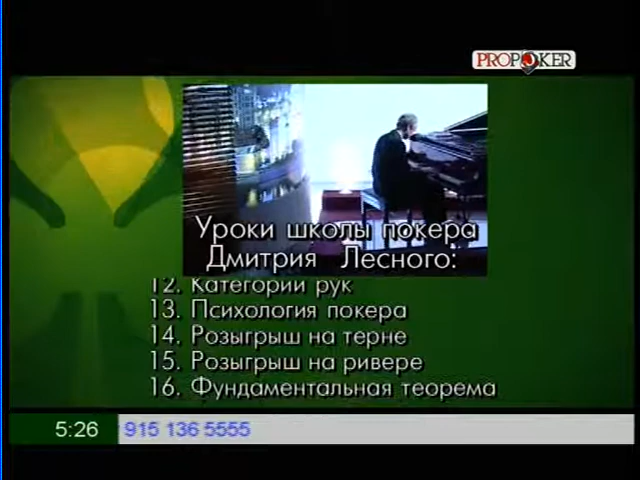 PROPOKER
Уроки школы покера
Дмитрия Лесного:
12. Категории рук
13. Психология покера
14. Розыгрыш на терне
15. Розыгрыш на ривере
16. Фундаментальная теорема
5:26 915 136 5555